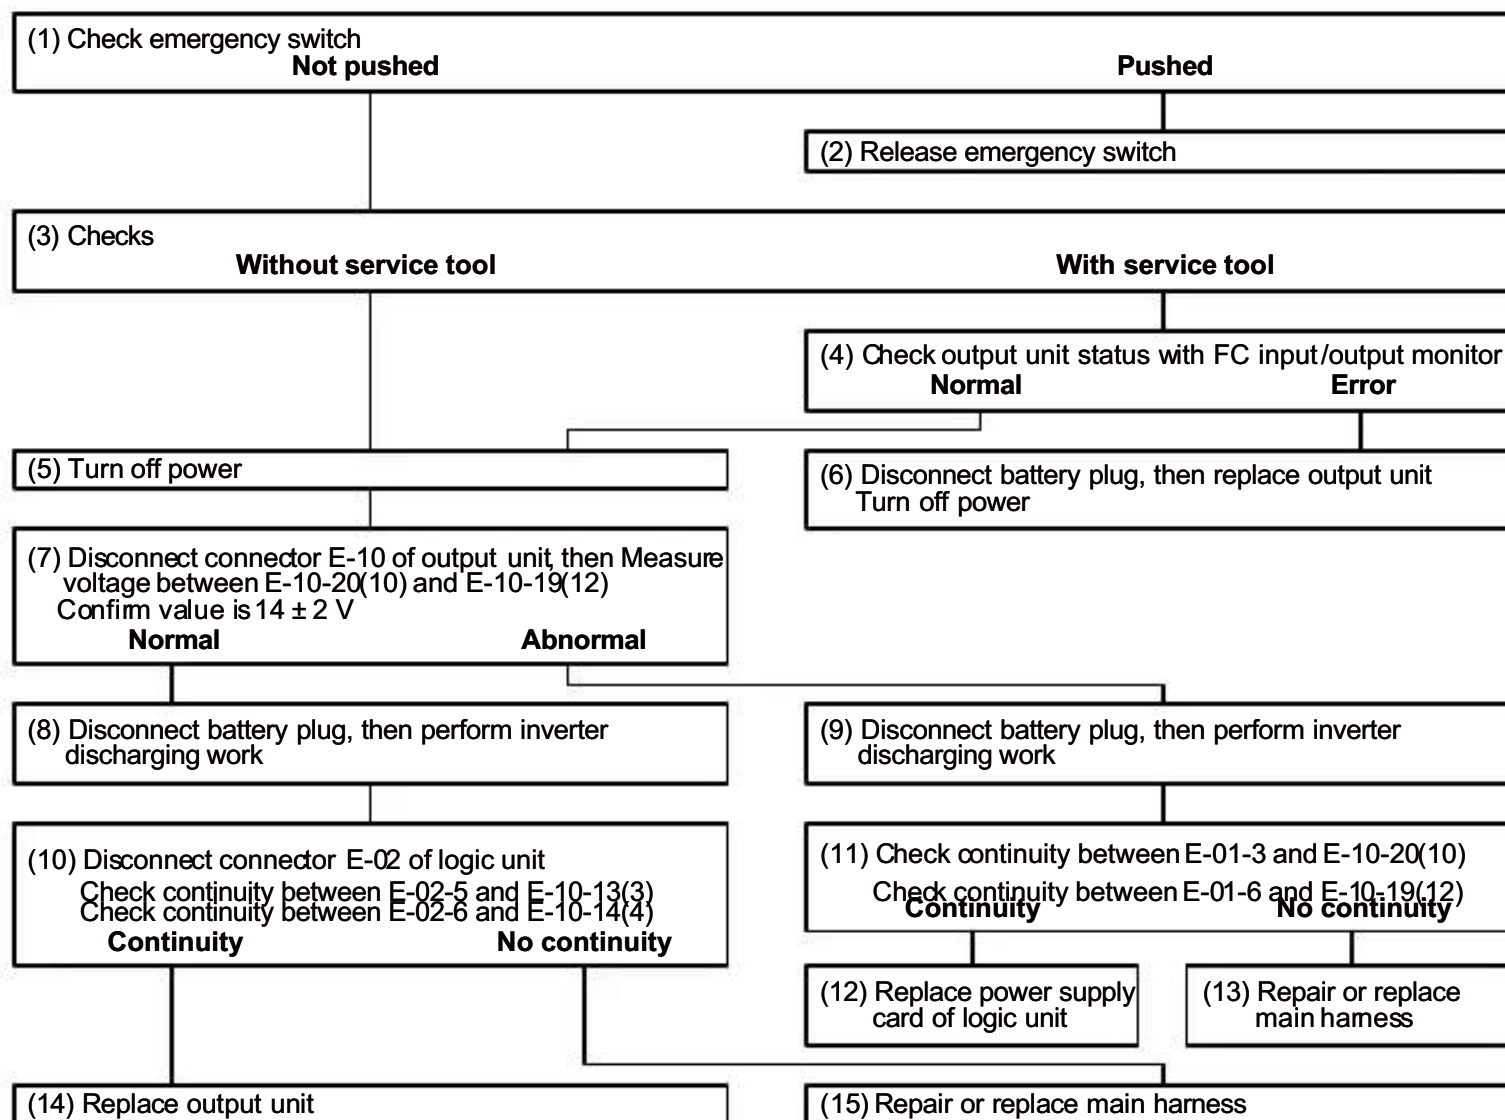 (1) Check emergency switch
Not pushed
Pushed
(2) Release emergency switch
(3) Checks
Without service tool
With service tool
(4) Check output unit status with FC input/output monitor
Normal
Error
(5) Turn off power
(6) Disconnect battery plug, then replace output unit
Turn off power
(7) Disconnect connector E-10 of output unit, then Measure
voltage between E-10-20(10) and E-10-19(12)
Confirm value is 14 ± 2 V
Normal
Abnormal
(8) Disconnect battery plug, then perform inverter
discharging work
(9) Disconnect battery plug, then perform inverter
discharging work
(10) Disconnect connector E-02 of logic unit
Check continuity between E-02-5 and E-10-13(3)
Check continuity between E-02-6 and E-10-14(4)
Continuity
No continuity
(11) Check continuity between E-01-3 and E-10-20(10)
Check continuity between E-01-6 and E-10-19(12)
Continuity
No continuity
(12) Replace power supply
card of logic unit
(13) Repair or replace
main harness
(14) Replace output unit
(15) Repair or replace main harness